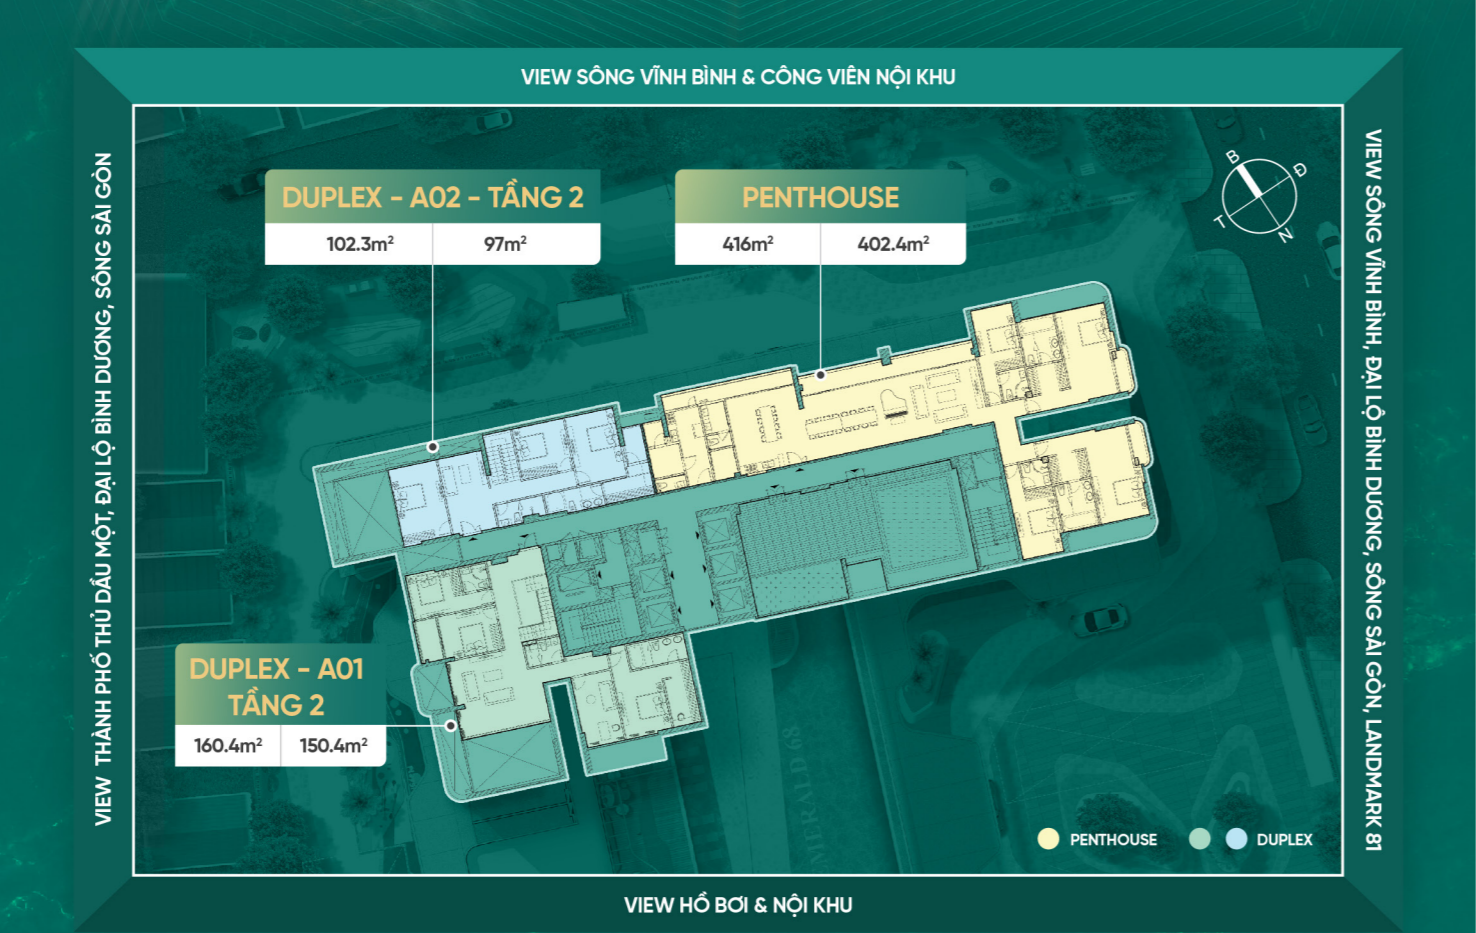 VIEW SÔNG VĨNH BÌNH & CÔNG VIÊN NỘI KHU
VIEW THÀNH PHỐ THỦ DẦU MỘT, ĐẠI LỘ BÌNH DƯƠNG, SÔNG SÀI GÒN
DUPLEX - A02 - TẦNG 2
102.3m² 97m²
PENTHOUSE
416m² 402.4m²
B
Đ
T
N
VIEW SÔNG VĨNH BÌNH, ĐẠI LỘ BÌNH DƯƠNG, SÔNG SÀI GÒN, LANDMARK 81
DUPLEX - A01
TẦNG 2
160.4m² 150.4m²
PENTHOUSE
DUPLEX
VIEW HỒ BƠI & NỘI KHU